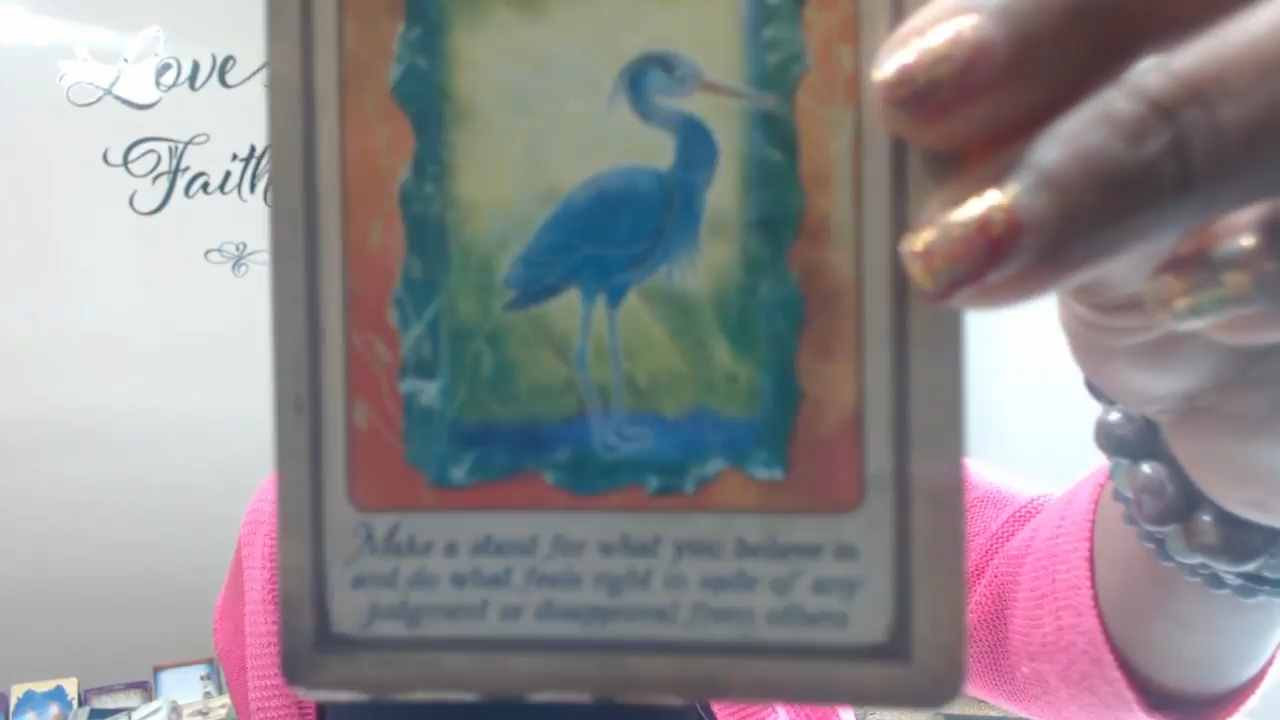 Love
Faith
Make a stand for what you believe in
and do what feels right in spite of any
judgment or disapproval from others